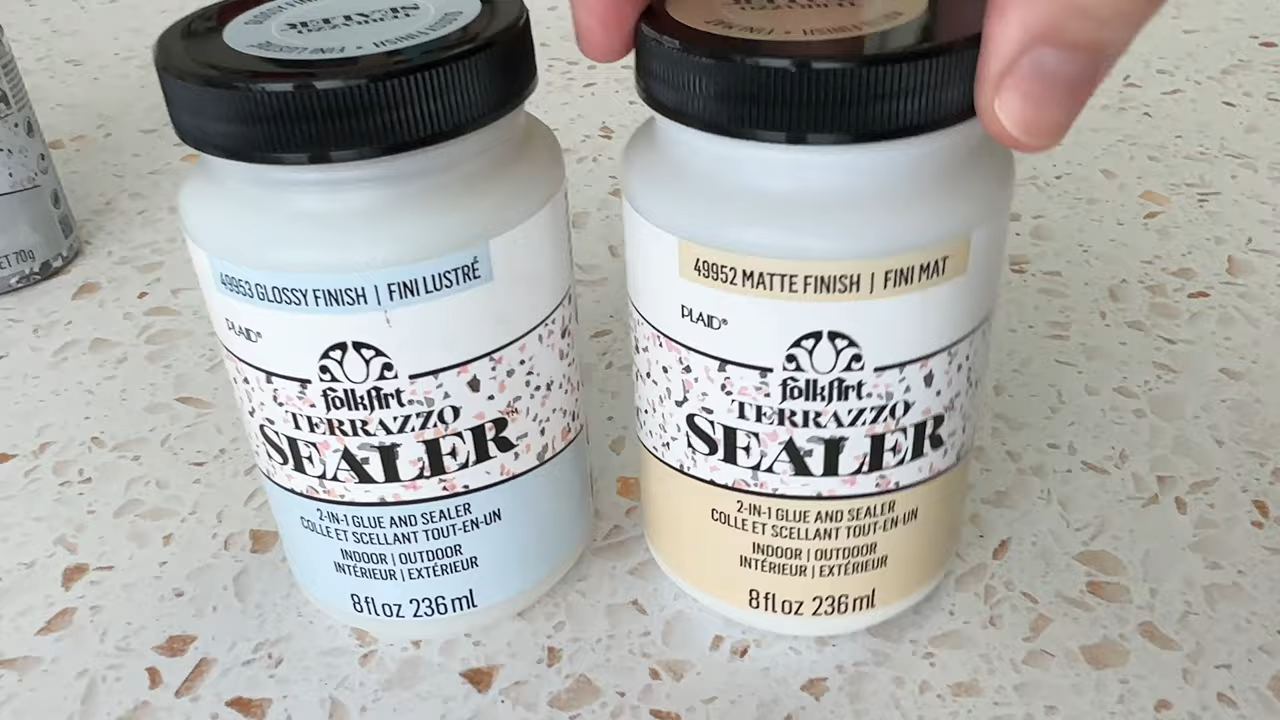 49953 GLOSSY FINISH | FINI LUSTRÉ
PLAID®
FolkArt
TERRAZZO
SEALER™
2-IN-1 GLUE AND SEALER
COLLE ET SCELLANT TOUT-EN-UN
INDOOR | OUTDOOR
INTÉRIEUR | EXTÉRIEUR
8 fl oz 236 ml
49952 MATTE FINISH | FINI MAT
PLAID®
FolkArt
TERRAZZO
SEALER
2-IN-1 GLUE AND SEALER
COLLE ET SCELLANT TOUT-EN-UN
INDOOR | OUTDOOR
INTÉRIEUR | EXTÉRIEUR
8 fl oz 236 ml
70g